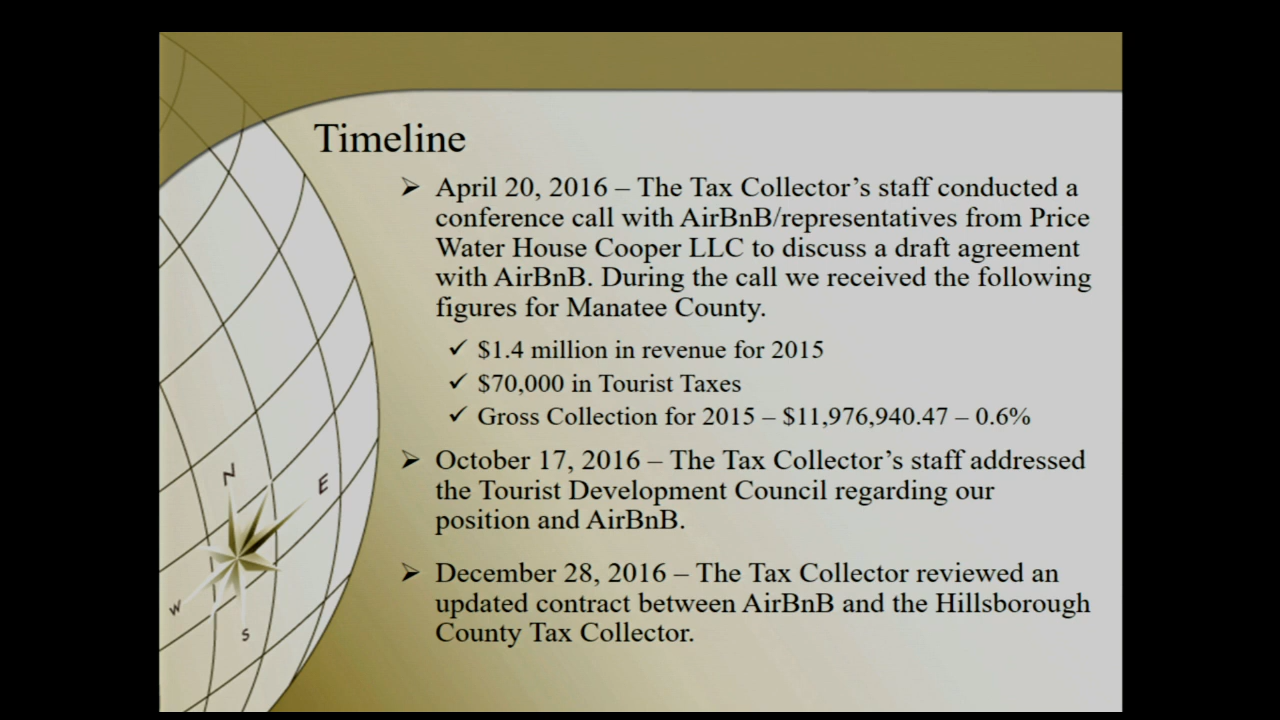 Timeline
➢ April 20, 2016 – The Tax Collector’s staff conducted a
conference call with AirBnB/representatives from Price
Water House Cooper LLC to discuss a draft agreement
with AirBnB. During the call we received the following
figures for Manatee County.
✓ $1.4 million in revenue for 2015
✓ $70,000 in Tourist Taxes
✓ Gross Collection for 2015 – $11,976,940.47 – 0.6%
➢ October 17, 2016 – The Tax Collector’s staff addressed
the Tourist Development Council regarding our
position and AirBnB.
➢ December 28, 2016 – The Tax Collector reviewed an
updated contract between AirBnB and the Hillsborough
County Tax Collector.
N
E
W
S